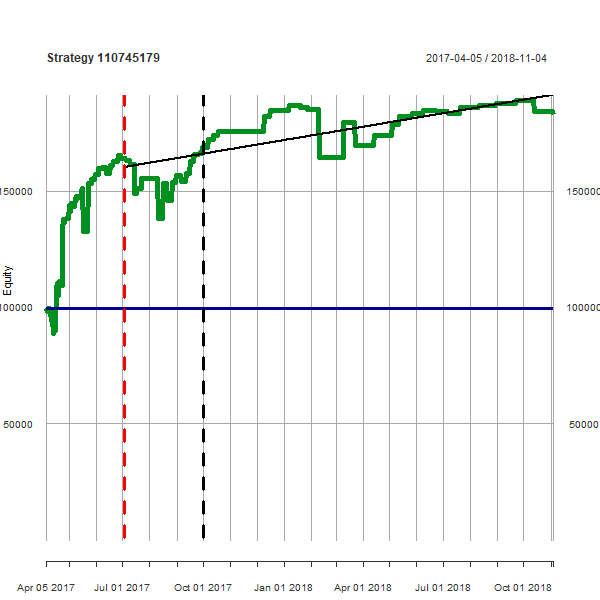 Strategy 110745179
2017-04-05 / 2018-11-04
150000
150000
Equity
100000
100000
50000
50000
Apr 05 2017
Jul 01 2017
Oct 01 2017
Jan 01 2018
Apr 01 2018
Jul 01 2018
Oct 01 2018